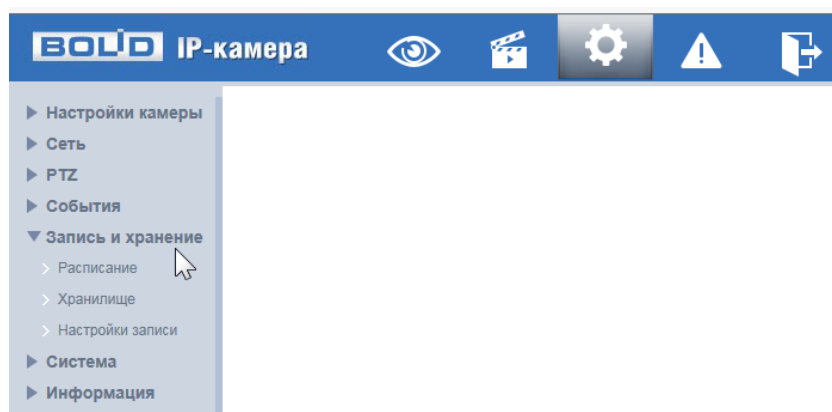 BOLID IP-камера
Настройки камеры
Сеть
PTZ
События
Запись и хранение
Расписание
Хранилище
Настройки записи
Система
Информация